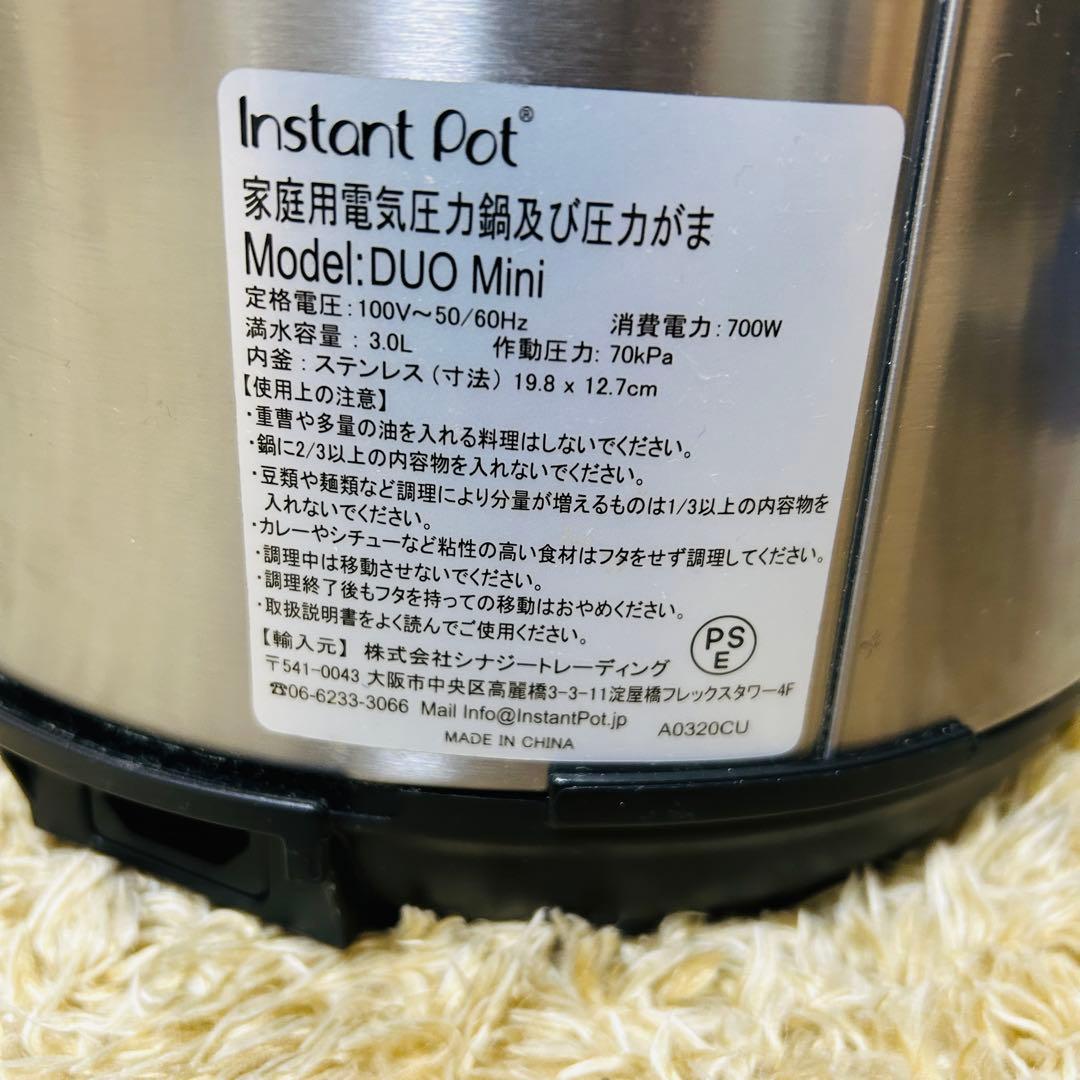 Instant Pot®
家庭用電気圧力鍋及び圧力がま
Model:DUO Mini
定格電圧:100V～50/60Hz 消費電力:700W
満水容量：3.0L 作動圧力:70kPa
内釜：ステンレス（寸法）19.8 x 12.7cm
【使用上の注意】
・重曹や多量の油を入れる料理はしないでください。
・鍋に2/3以上の内容物を入れないでください。
・豆類や麺類など調理により分量が増えるものは1/3以上の内容物を
入れないでください。
・カレーやシチューなど粘性の高い食材はフタをせず調理してください。
・調理中は移動させないでください。
・調理終了後もフタを持っての移動はおやめください。
・取扱説明書をよく読んでご使用ください。
PS
E
【輸入元】 株式会社シナジートレーディング
〒541-0043 大阪市中央区高麗橋3-3-11淀屋橋フレックスタワー4F
☎06-6233-3066 Mail Info@InstantPot.jp A0320CU
MADE IN CHINA